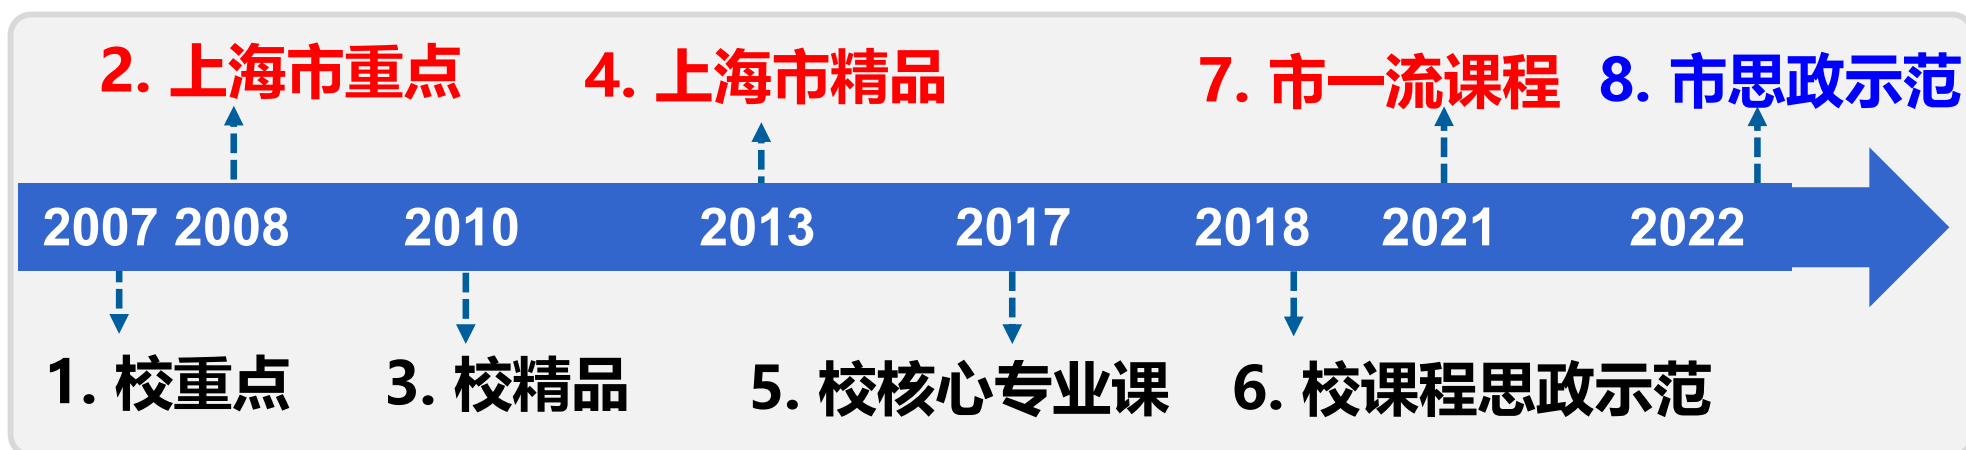 2. 上海市重点 4. 上海市精品 7. 市一流课程 8. 市思政示范
2007 2008 2010 2013 2017 2018 2021 2022
1. 校重点 3. 校精品 5. 校核心专业课 6. 校课程思政示范